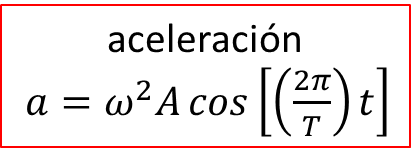 aceleración
a = ω²A cos [(2π/T) t]